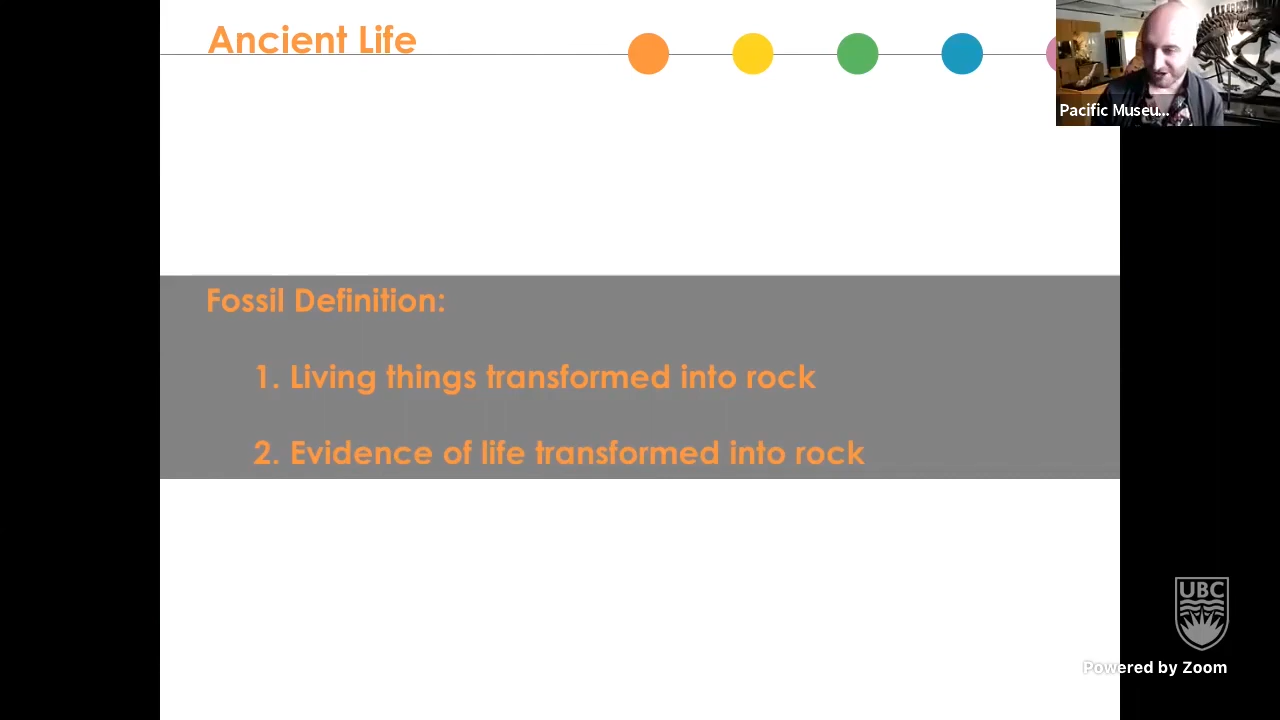 Ancient Life
Pacific Museu...
Fossil Definition:
1. Living things transformed into rock
2. Evidence of life transformed into rock
UBC
Powered by Zoom